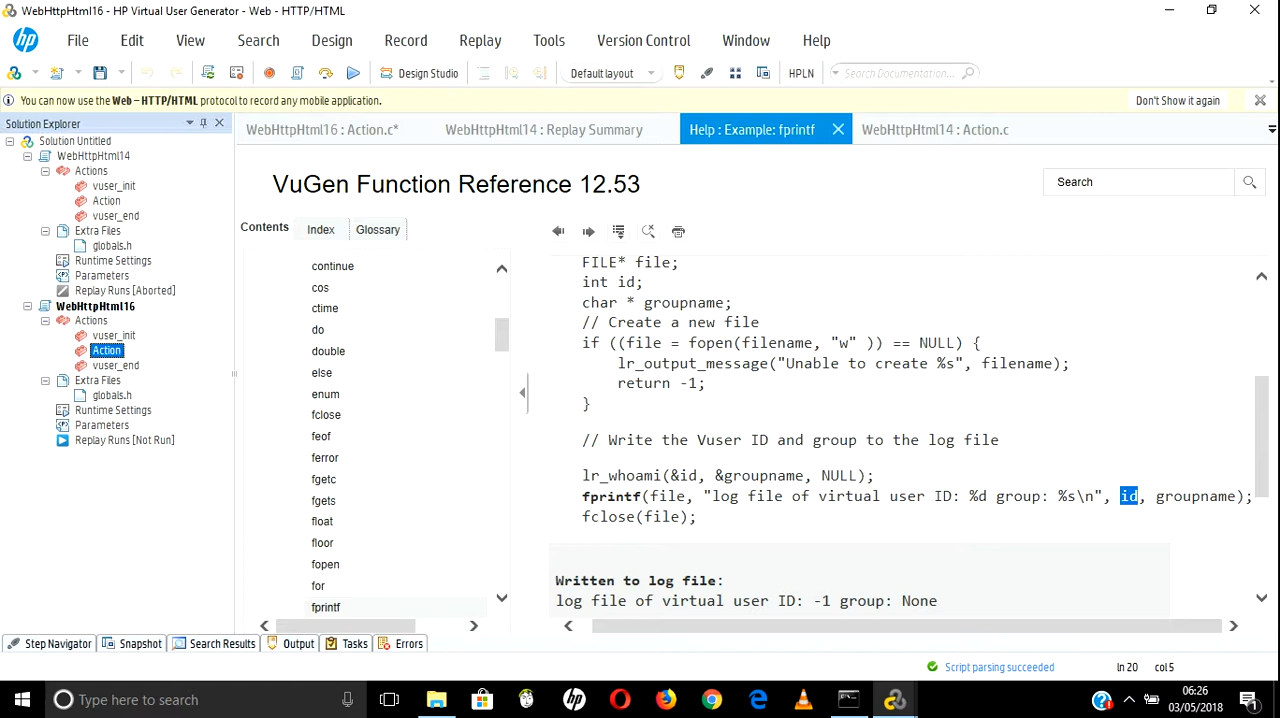 WebHttpHtml16 - HP Virtual User Generator - Web - HTTP/HTML
hp File Edit View Search Design Record Replay Tools Version Control Window Help
Design Studio Default layout HPLN Search Documentation...
You can now use the Web – HTTP/HTML protocol to record any mobile application. Don't Show it again
Solution Explorer
Solution Untitled
WebHttpHtml14
Actions
vuser_init
Action
vuser_end
Extra Files
globals.h
Runtime Settings
Parameters
Replay Runs [Aborted]
WebHttpHtml16
Actions
vuser_init
Action
vuser_end
Extra Files
globals.h
Runtime Settings
Parameters
Replay Runs [Not Run]
WebHttpHtml16 : Action.c* WebHttpHtml14 : Replay Summary Help : Example: fprintf WebHttpHtml14 : Action.c
VuGen Function Reference 12.53
Search
Contents Index Glossary
continue
cos
ctime
do
double
else
enum
fclose
feof
ferror
fgetc
fgets
float
floor
fopen
for
fprintf
FILE* file;
int id;
char * groupname;
// Create a new file
if ((file = fopen(filename, "w" )) == NULL) {
lr_output_message("Unable to create %s", filename);
return -1;
}
// Write the Vuser ID and group to the log file
lr_whoami(&id, &groupname, NULL);
fprintf(file, "log file of virtual user ID: %d group: %s\n", id, groupname);
fclose(file);
Written to log file:
log file of virtual user ID: -1 group: None
Step Navigator Snapshot Search Results Output Tasks Errors
Script parsing succeeded ln 20 col 5
Type here to search
hp
06:26
03/05/2018
1